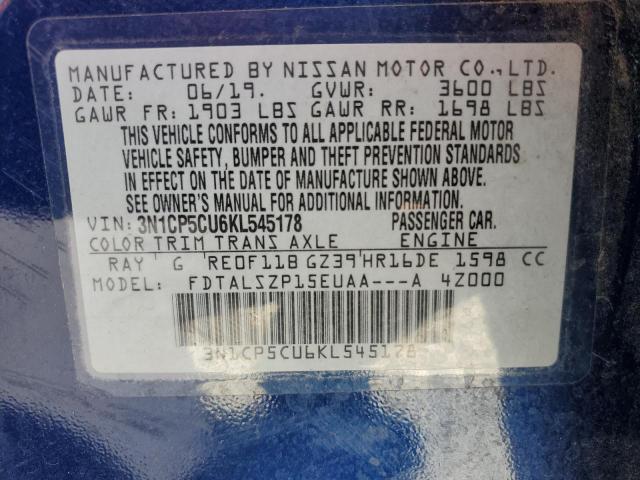 MANUFACTURED BY NISSAN MOTOR CO.,LTD.
DATE: 06/19. GVWR: 3600 LBS
GAWR FR: 1903 LBS GAWR RR: 1698 LBS
THIS VEHICLE CONFORMS TO ALL APPLICABLE FEDERAL MOTOR
VEHICLE SAFETY, BUMPER AND THEFT PREVENTION STANDARDS
IN EFFECT ON THE DATE OF MANUFACTURE SHOWN ABOVE.
SEE OWNER'S MANUAL FOR ADDITIONAL INFORMATION.
VIN: 3N1CP5CU6KL545178 PASSENGER CAR.
COLOR TRIM TRANS AXLE ENGINE
RAY G RE0F11B GZ39 HR16DE 1598 CC
MODEL: FDTALSZP15EUAA---A 4Z000
3N1CP5CU6KL545178